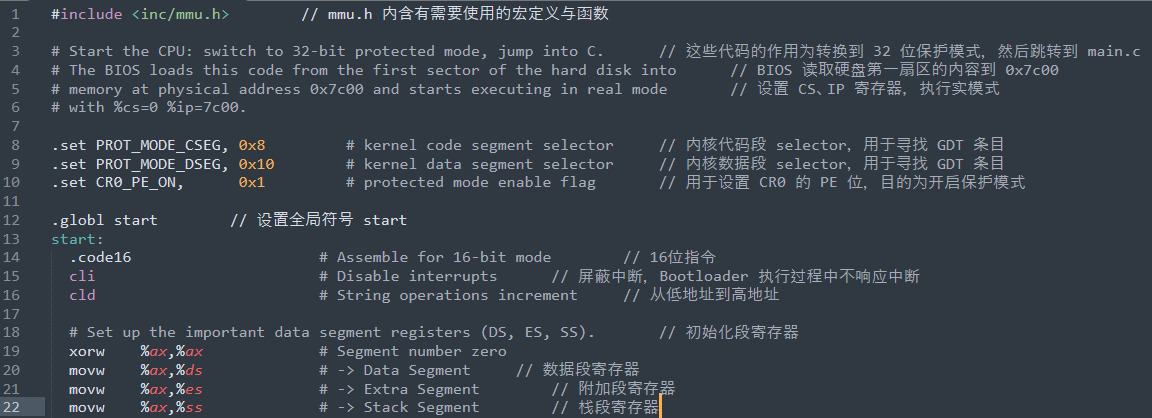 1 #include <inc/mmu.h> // mmu.h 内含有需要使用的宏定义与函数
2
3 # Start the CPU: switch to 32-bit protected mode, jump into C. // 这些代码的作用为转换到 32 位保护模式, 然后跳转到 main.c
4 # The BIOS loads this code from the first sector of the hard disk into // BIOS 读取硬盘第一扇区的内容到 0x7c00
5 # memory at physical address 0x7c00 and starts executing in real mode // 设置 CS、IP 寄存器, 执行实模式
6 # with %cs=0 %ip=7c00.
7
8 .set PROT_MODE_CSEG, 0x8 # kernel code segment selector // 内核代码段 selector, 用于寻找 GDT 条目
9 .set PROT_MODE_DSEG, 0x10 # kernel data segment selector // 内核数据段 selector, 用于寻找 GDT 条目
10 .set CR0_PE_ON, 0x1 # protected mode enable flag // 用于设置 CR0 的 PE 位, 目的为开启保护模式
11
12 .globl start // 设置全局符号 start
13 start:
14 .code16 # Assemble for 16-bit mode // 16位指令
15 cli # Disable interrupts // 屏蔽中断, Bootloader 执行过程中不响应中断
16 cld # String operations increment // 从低地址到高地址
17
18 # Set up the important data segment registers (DS, ES, SS). // 初始化段寄存器
19 xorw %ax,%ax # Segment number zero
20 movw %ax,%ds # -> Data Segment // 数据段寄存器
21 movw %ax,%es # -> Extra Segment // 附加段寄存器
22 movw %ax,%ss # -> Stack Segment // 栈段寄存器